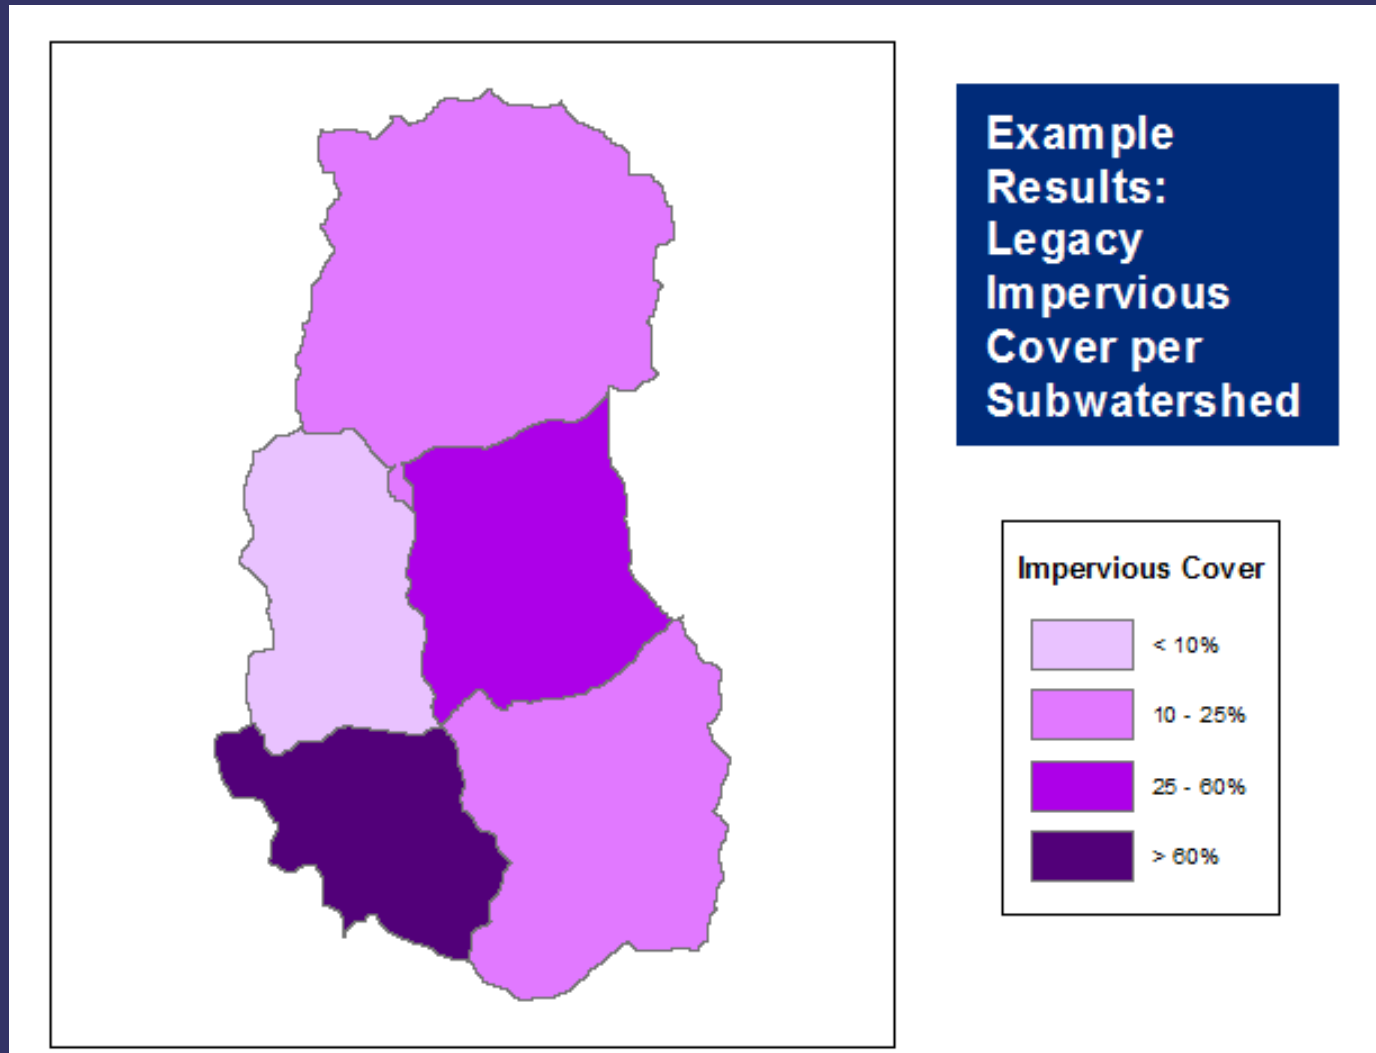 Example
Results:
Legacy
Impervious
Cover per
Subwatershed
Impervious Cover
< 10%
10 - 25%
25 - 60%
> 60%